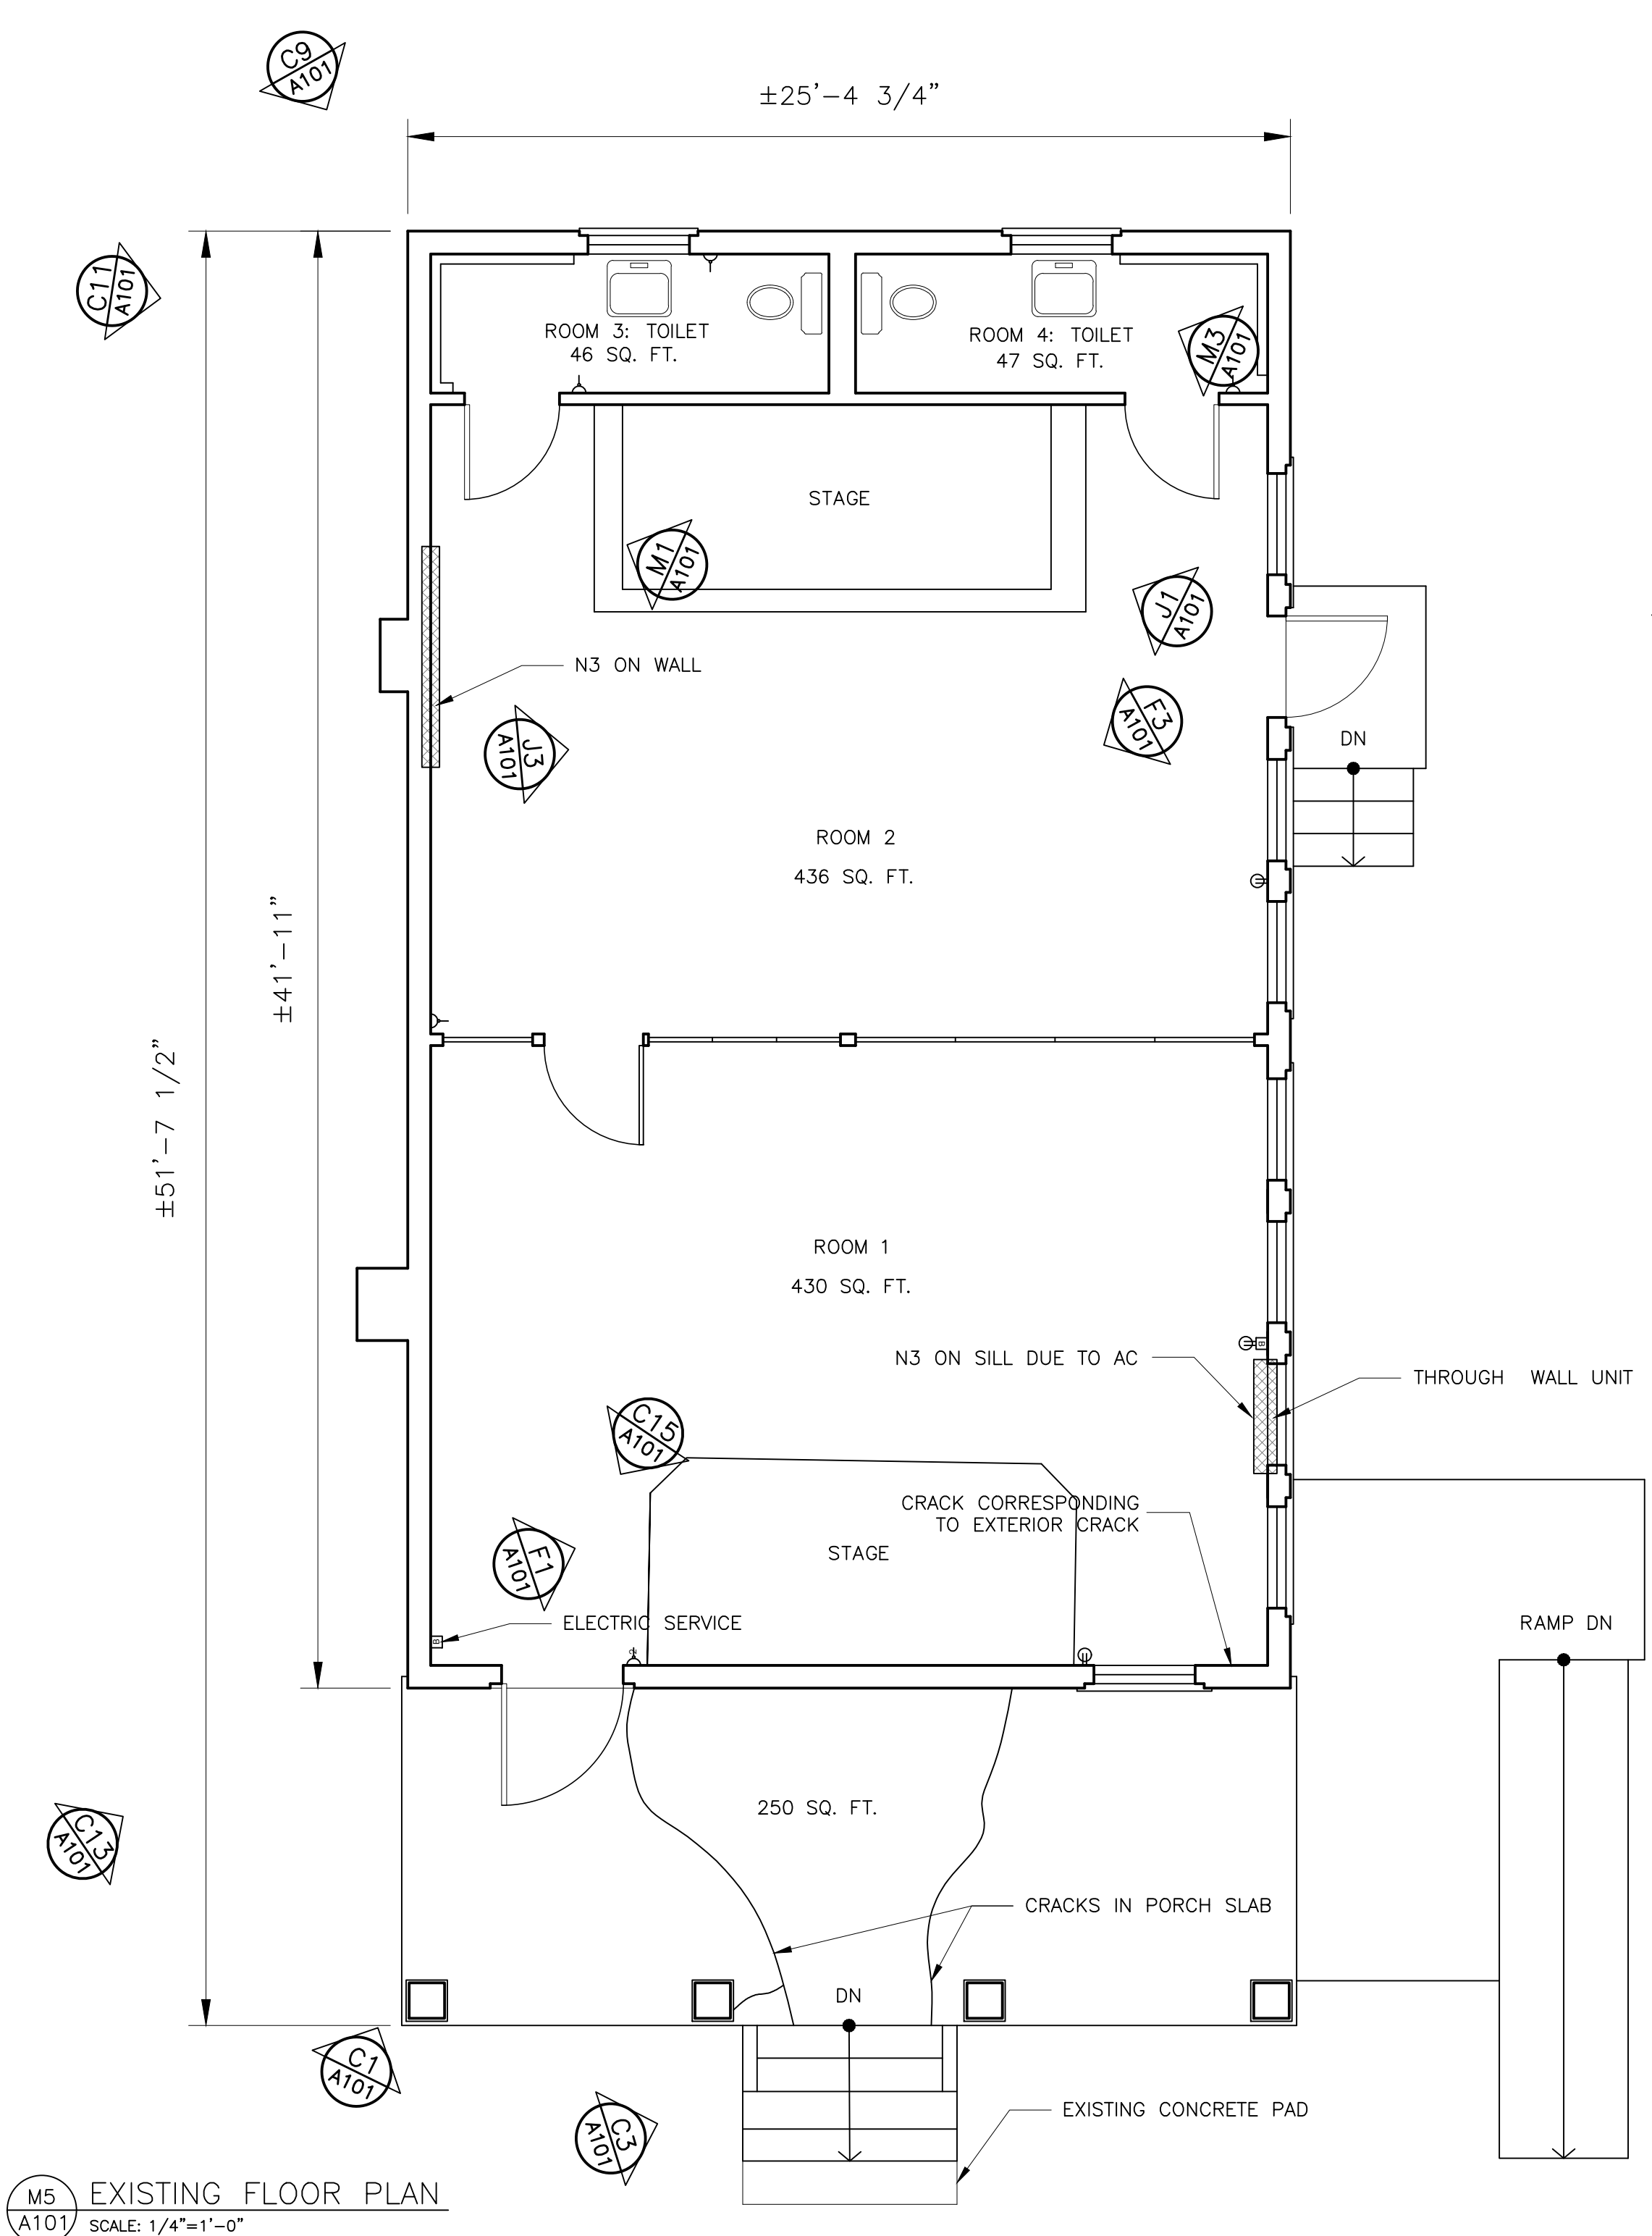 C9
A101
±25'-4 3/4"
C11
A101
ROOM 3: TOILET
46 SQ. FT.
ROOM 4: TOILET
47 SQ. FT.
M3
A101
STAGE
M1
A101
J1
A101
N3 ON WALL
F3
A101
J3
A101
DN
ROOM 2
436 SQ. FT.
±41'-11"
±51'-7 1/2"
ROOM 1
430 SQ. FT.
B
N3 ON SILL DUE TO AC
THROUGH WALL UNIT
C15
A101
CRACK CORRESPONDING
TO EXTERIOR CRACK
STAGE
F1
A101
ELECTRIC SERVICE
B
RAMP DN
250 SQ. FT.
C13
A101
CRACKS IN PORCH SLAB
DN
C1
A101
C3
A101
EXISTING CONCRETE PAD
M5
A101
EXISTING FLOOR PLAN
SCALE: 1/4"=1'-0"